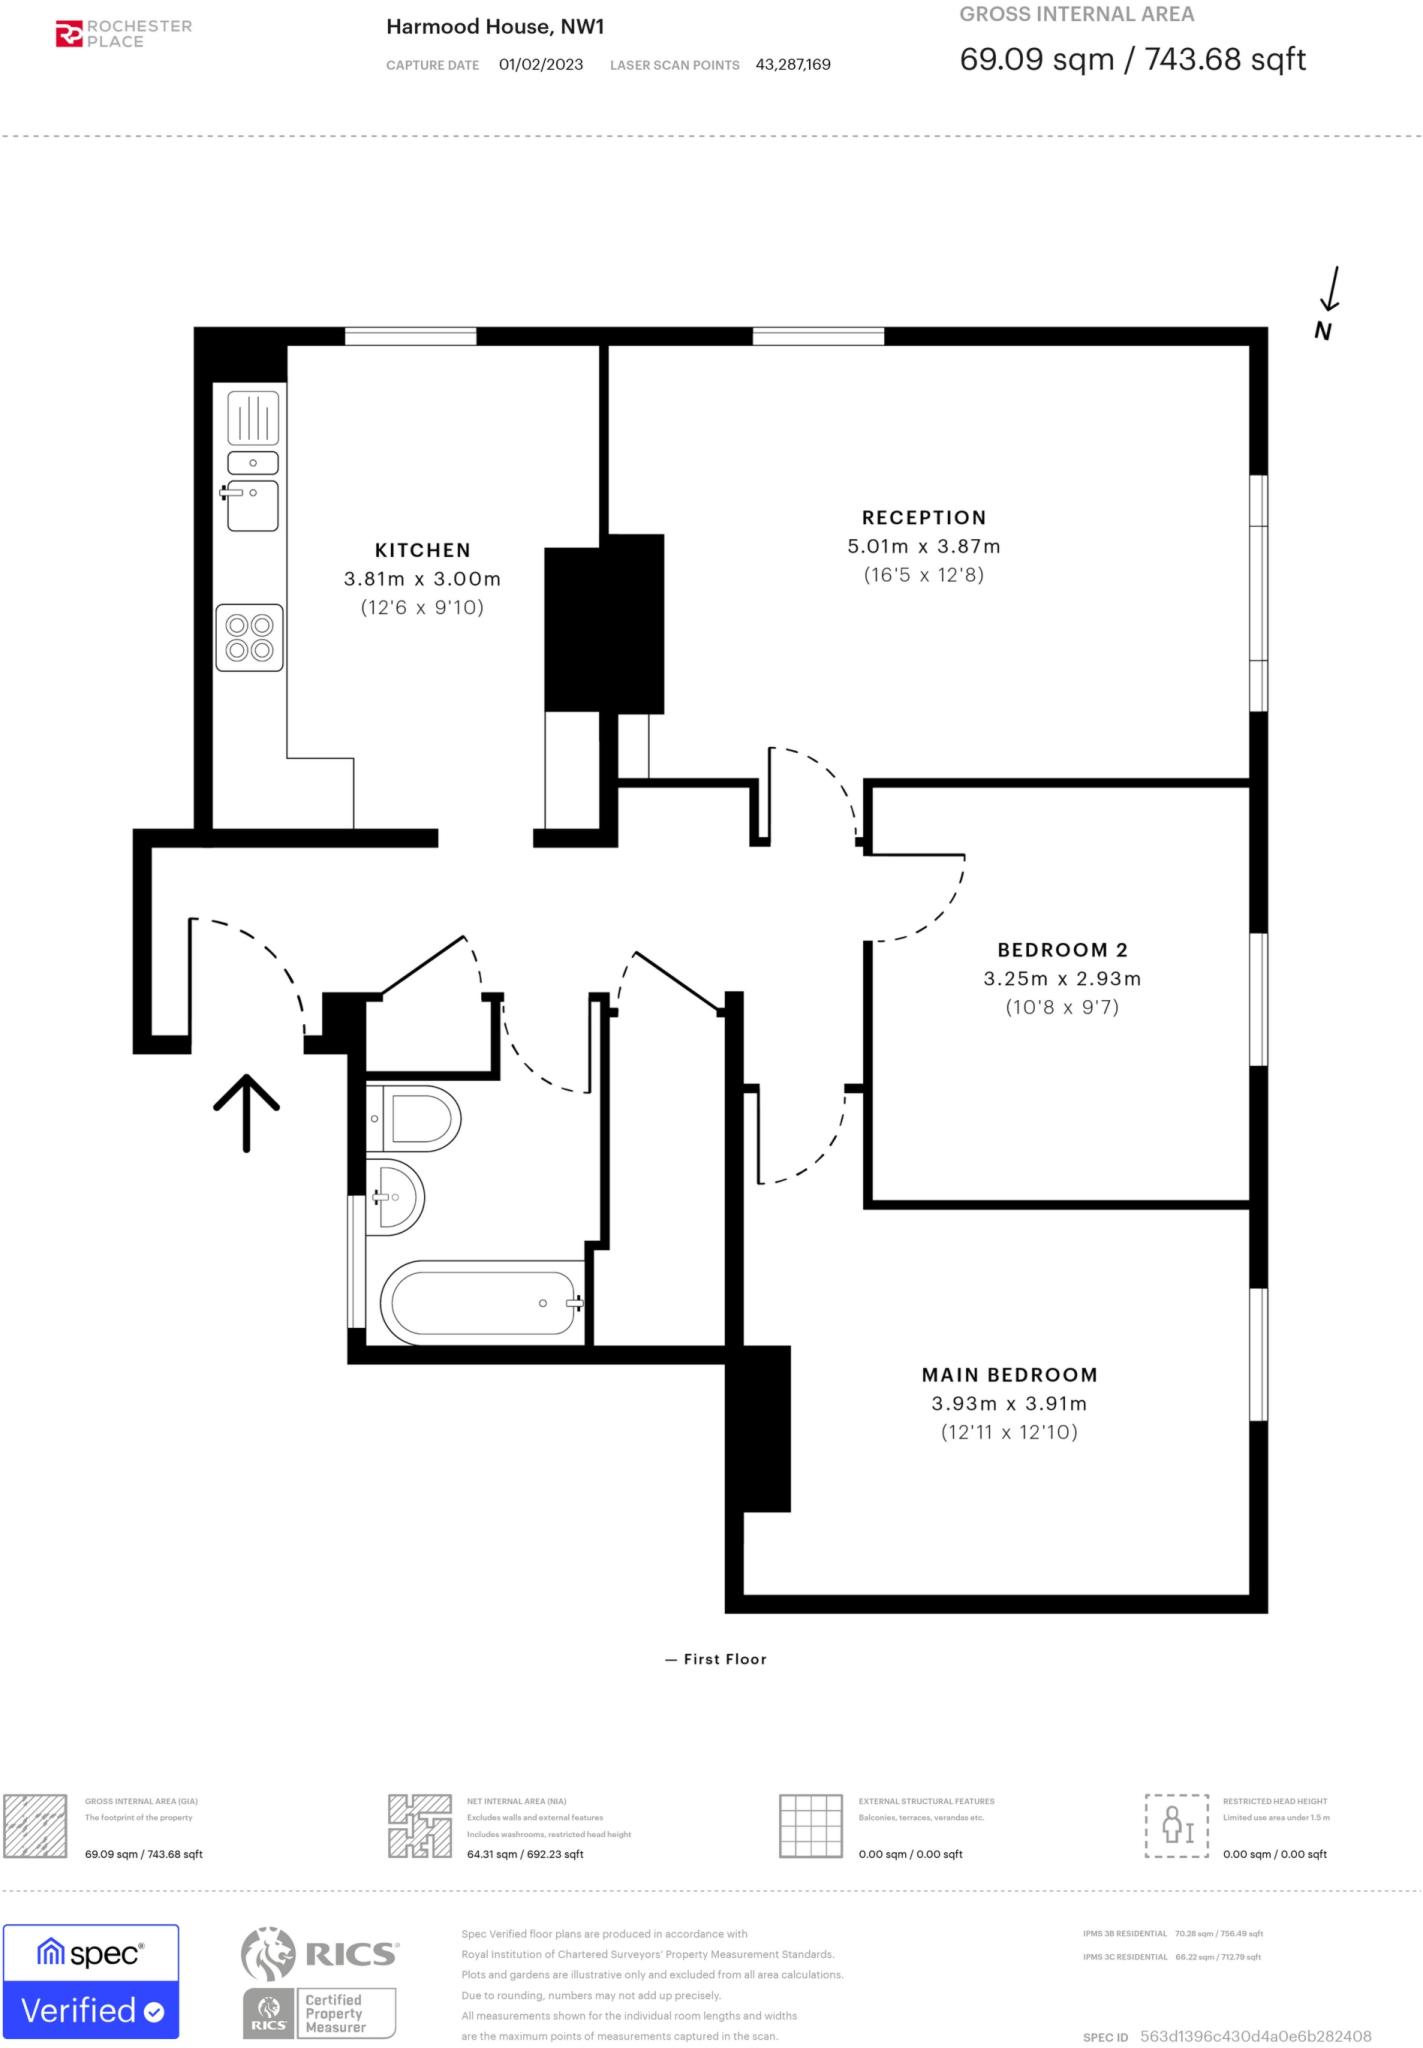 ROCHESTER
PLACE
Harmood House, NW1
CAPTURE DATE 01/02/2023 LASER SCAN POINTS 43,287,169
GROSS INTERNAL AREA
69.09 sqm / 743.68 sqft
N
KITCHEN
3.81m x 3.00m
(12'6 x 9'10)
RECEPTION
5.01m x 3.87m
(16'5 x 12'8)
BEDROOM 2
3.25m x 2.93m
(10'8 x 9'7)
MAIN BEDROOM
3.93m x 3.91m
(12'11 x 12'10)
— First Floor
GROSS INTERNAL AREA (GIA)
The footprint of the property
69.09 sqm / 743.68 sqft
NET INTERNAL AREA (NIA)
Excludes walls and external features
Includes washrooms, restricted head height
64.31 sqm / 692.23 sqft
EXTERNAL STRUCTURAL FEATURES
Balconies, terraces, verandas etc.
0.00 sqm / 0.00 sqft
RESTRICTED HEAD HEIGHT
Limited use area under 1.5 m
0.00 sqm / 0.00 sqft
spec®
Verified
RICS®
RICS
Certified
Property
Measurer
Spec Verified floor plans are produced in accordance with
Royal Institution of Chartered Surveyors' Property Measurement Standards.
Plots and gardens are illustrative only and excluded from all area calculations.
Due to rounding, numbers may not add up precisely.
All measurements shown for the individual room lengths and widths
are the maximum points of measurements captured in the scan.
IPMS 3B RESIDENTIAL 70.28 sqm / 756.49 sqft
IPMS 3C RESIDENTIAL 66.22 sqm / 712.79 sqft
SPEC ID 563d1396c430d4a0e6b282408